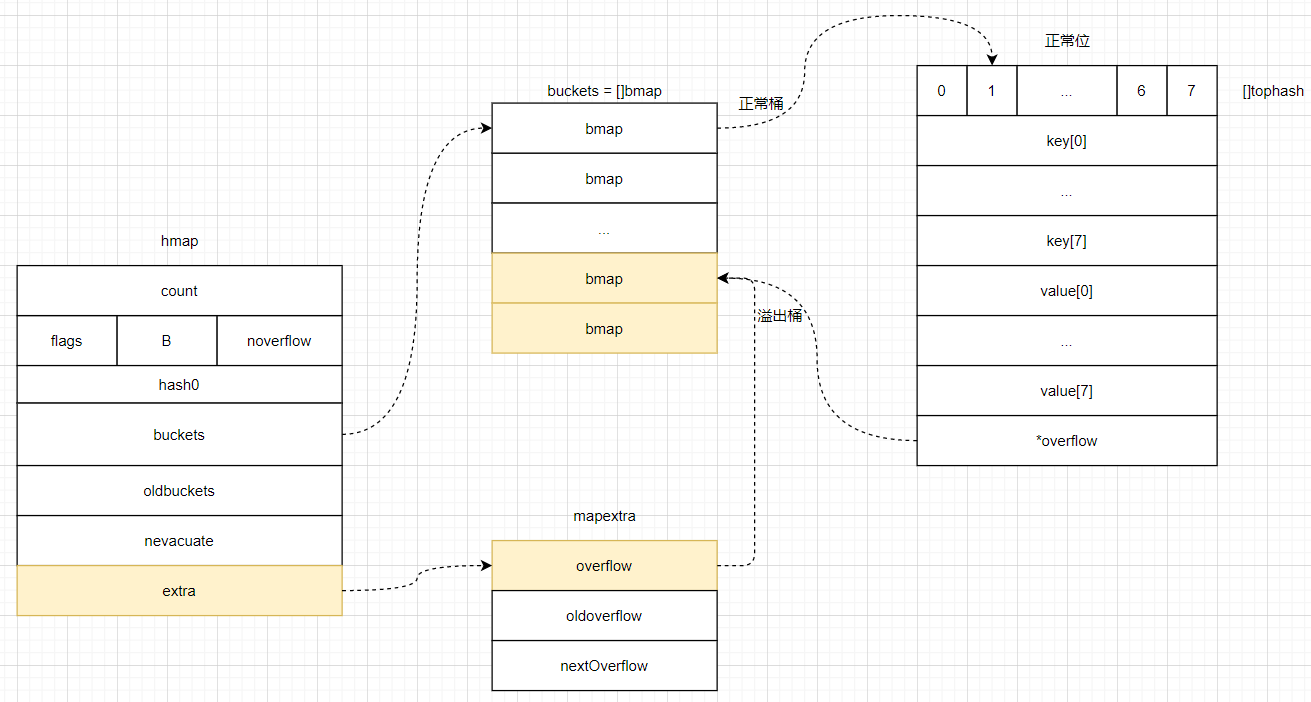 hmap
count
flags
B
noverflow
hash0
buckets
oldbuckets
nevacuate
extra
buckets = []bmap
bmap
bmap
...
bmap
bmap
正常桶
溢出桶
mapextra
overflow
oldoverflow
nextOverflow
正常位
0
1
...
6
7
[]tophash
key[0]
...
key[7]
value[0]
...
value[7]
*overflow